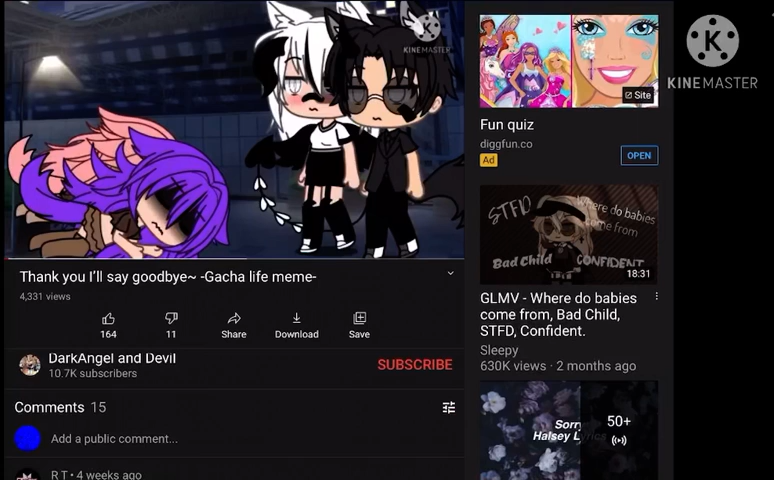 KINEMASTER
Thank you I'll say goodbye~ -Gacha life meme-
4,331 views
164
11
Share
Download
Save
DarkAngel and Devil
10.7K subscribers
SUBSCRIBE
Comments 15
Add a public comment...
R T • 4 weeks ago
Site
Fun quiz
diggfun.co
Ad
OPEN
STFD
Where do babies
come from
Bad Child
CONFIDENT
18:31
GLMV - Where do babies
come from, Bad Child,
STFD, Confident.
Sleepy
630K views · 2 months ago
Sorry
Halsey Lyrics
50+
K
KINEMASTER